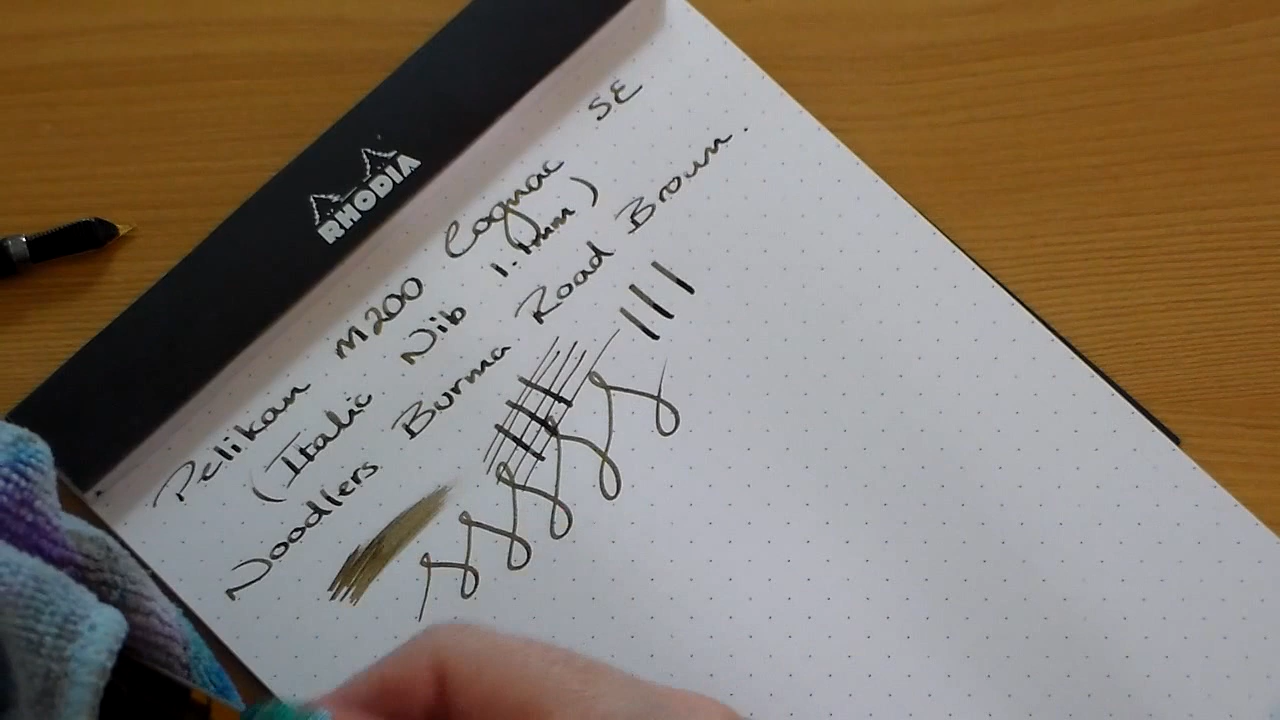 RHODIA
Pelikan M200 Cognac SE
(Italic Nib 1.1mm)
Noodlers Burma Road Brown.